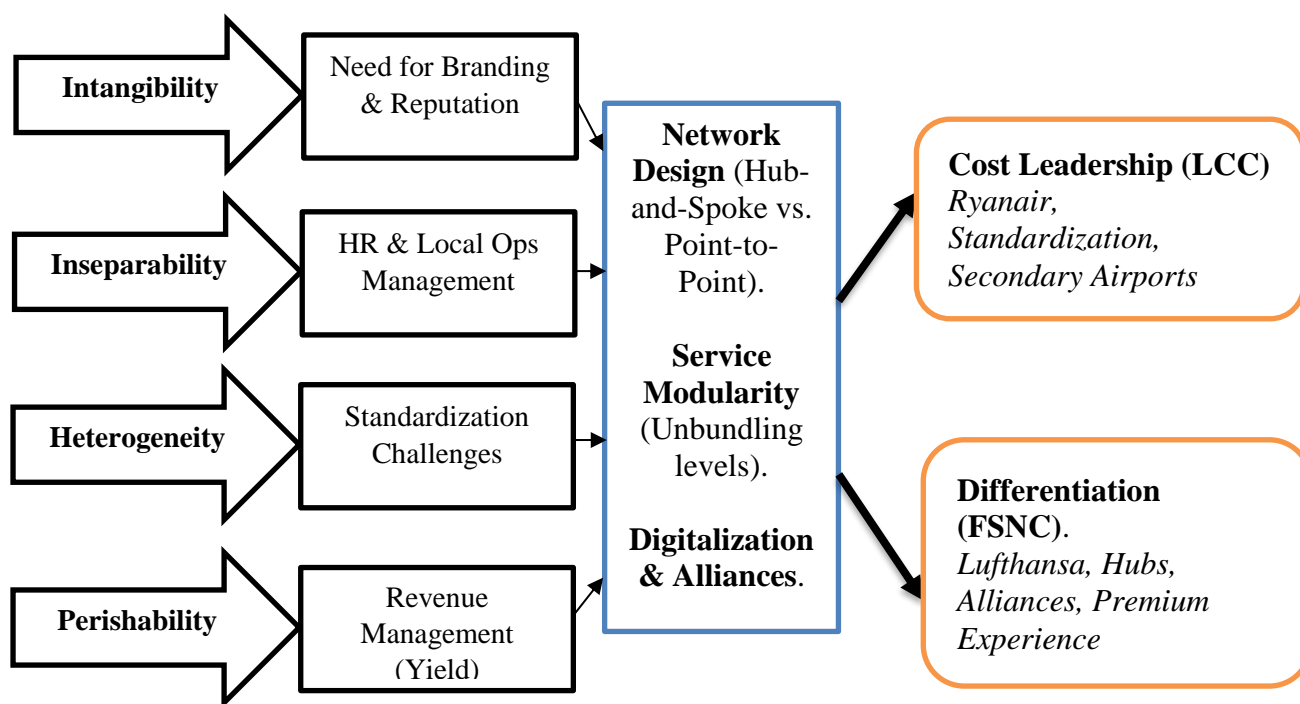 Intangibility
Need for Branding
& Reputation
Inseparability
HR & Local Ops
Management
Heterogeneity
Standardization
Challenges
Perishability
Revenue
Management
(Yield)
Network
Design (Hub-
and-Spoke vs.
Point-to-
Point).
Service
Modularity
(Unbundling
levels).
Digitalization
& Alliances.
Cost Leadership (LCC)
Ryanair,
Standardization,
Secondary Airports
Differentiation
(FSNC).
Lufthansa, Hubs,
Alliances, Premium
Experience